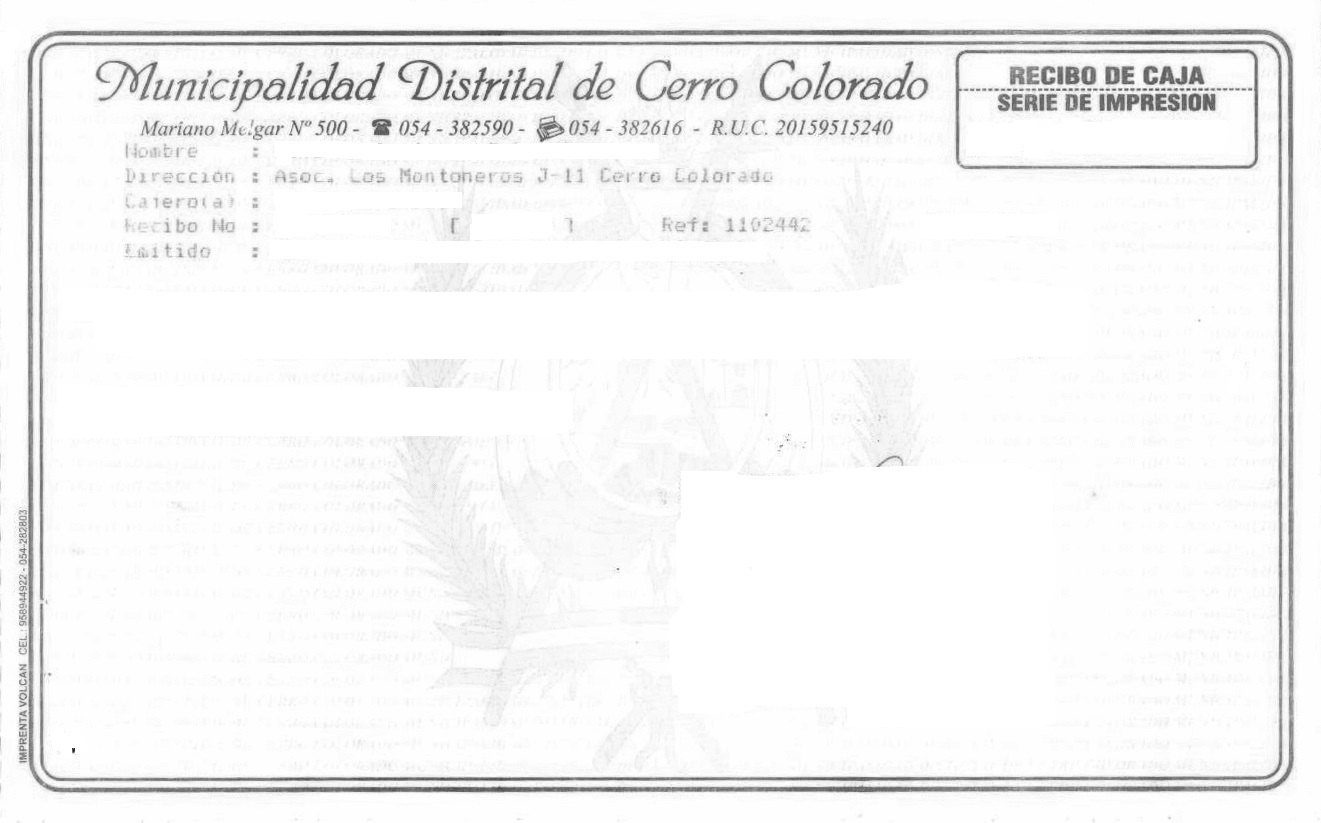 Municipalidad Distrital de Cerro Colorado
RECIBO DE CAJA
SERIE DE IMPRESION
Mariano Melgar Nº 500 - ☎ 054 - 382590 - 054 - 382616 - R.U.C. 20159515240
Nombre :
Dirección : Asoc. Los Montoneros J-11 Cerro Colorado
Cajero(a) :
Recibo No : [ ] Ref: 1102442
Emitido :
IMPRENTA VOLCAN CEL.: 958944922 - 054-282803